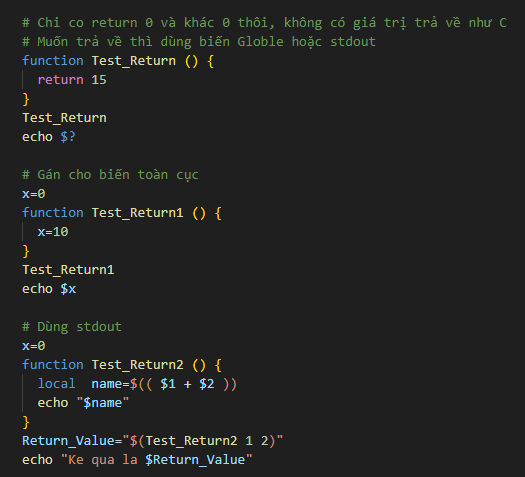 # Chi co return 0 và khác 0 thôi, không có giá trị trả về như C
# Muốn trả về thì dùng biến Globle hoặc stdout
function Test_Return () {
  return 15
}
Test_Return
echo $?

# Gán cho biến toàn cục
x=0
function Test_Return1 () {
  x=10
}
Test_Return1
echo $x

# Dùng stdout
x=0
function Test_Return2 () {
  local  name=$(( $1 + $2 ))
  echo "$name"
}
Return_Value="$(Test_Return2 1 2)"
echo "Ke qua la $Return_Value"